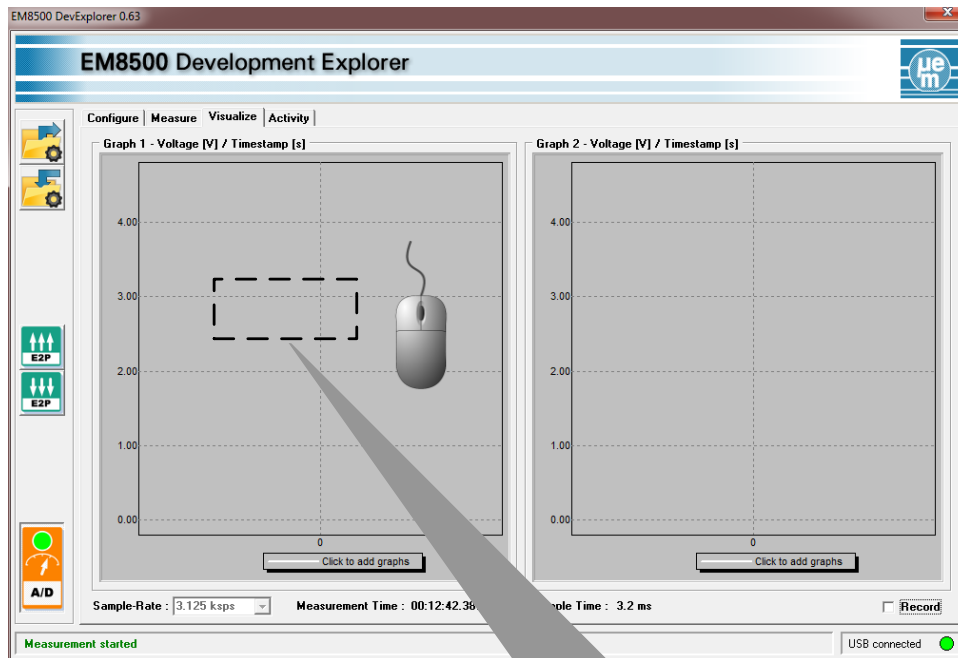 EM8500 DevExplorer 0.63
EM8500 Development Explorer
µe
m
Configure Measure Visualize Activity
Graph 1 - Voltage [V] / Timestamp [s]
4.00
3.00
2.00
1.00
0.00
0
Click to add graphs
Graph 2 - Voltage [V] / Timestamp [s]
4.00
3.00
2.00
1.00
0.00
0
Click to add graphs
E2P
E2P
A/D
Sample-Rate : 3.125 ksps Measurement Time : 00:12:42.38 ple Time : 3.2 ms Record
Measurement started USB connected